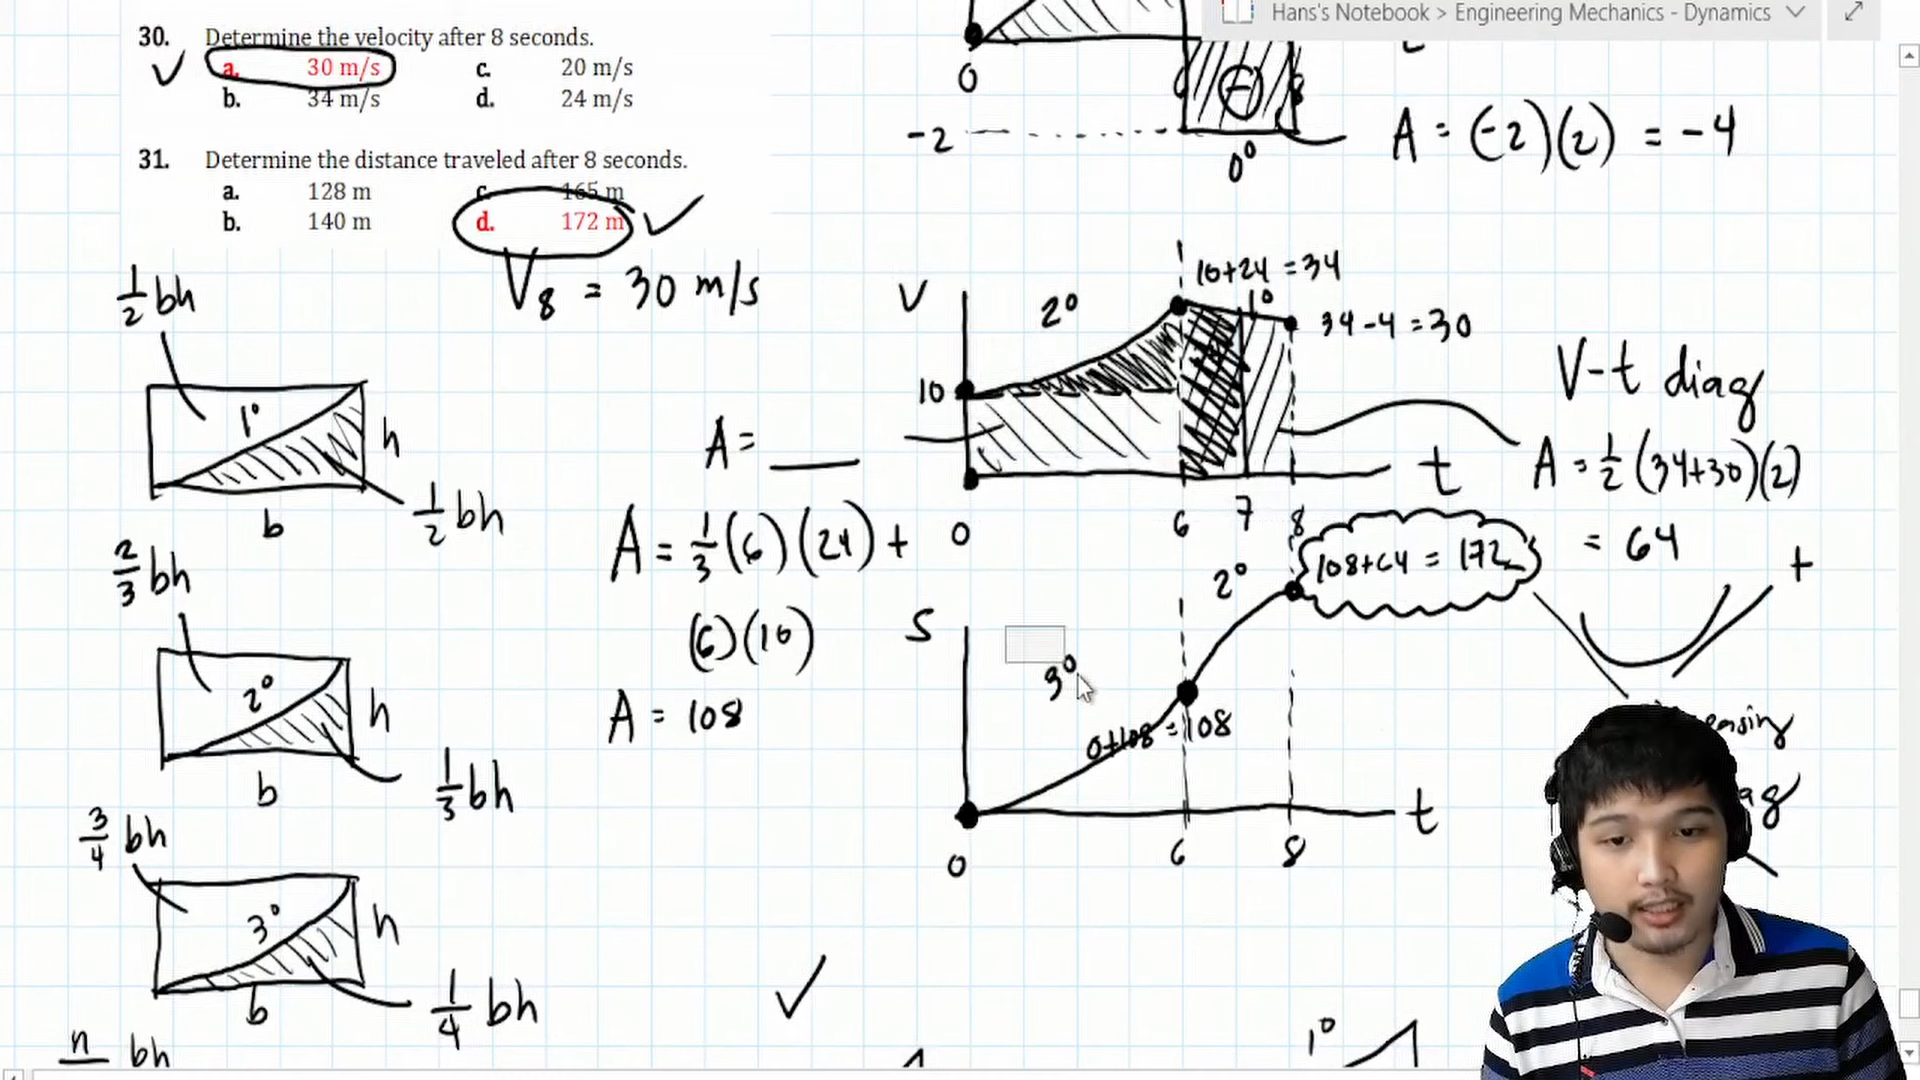 Hans's Notebook > Engineering Mechanics - Dynamics
30. Determine the velocity after 8 seconds.
a. 30 m/s c. 20 m/s
b. 34 m/s d. 24 m/s
31. Determine the distance traveled after 8 seconds.
a. 128 m c. 165 m
b. 140 m d. 172 m
V8 = 30 m/s
1/2 bh
1°
h
b
1/2 bh
2/3 bh
2°
h
b
1/3 bh
3/4 bh
3°
h
b
1/4 bh
n bh
A = ___
A = 1/3 (6)(24) +
(6)(10)
A = 108
0
-2
0°
A = (-2)(2) = -4
V
2°
10+24 = 34
1°
34-4 = 30
10
0 6 7 8
t
V-t diag
A = 1/2 (34+30)(2)
= 64
S
3°
2°
108+64 = 172
0+108 = 108
+
0 6 8
t
1°